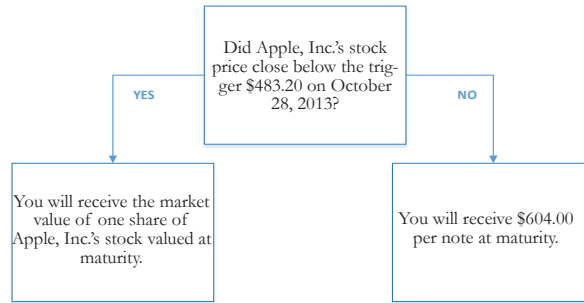 Did Apple, Inc.'s stock
price close below the trig-
ger $483.20 on October
28, 2013?
YES
NO
You will receive the market
value of one share of
Apple, Inc.'s stock valued at
maturity.
You will receive $604.00
per note at maturity.